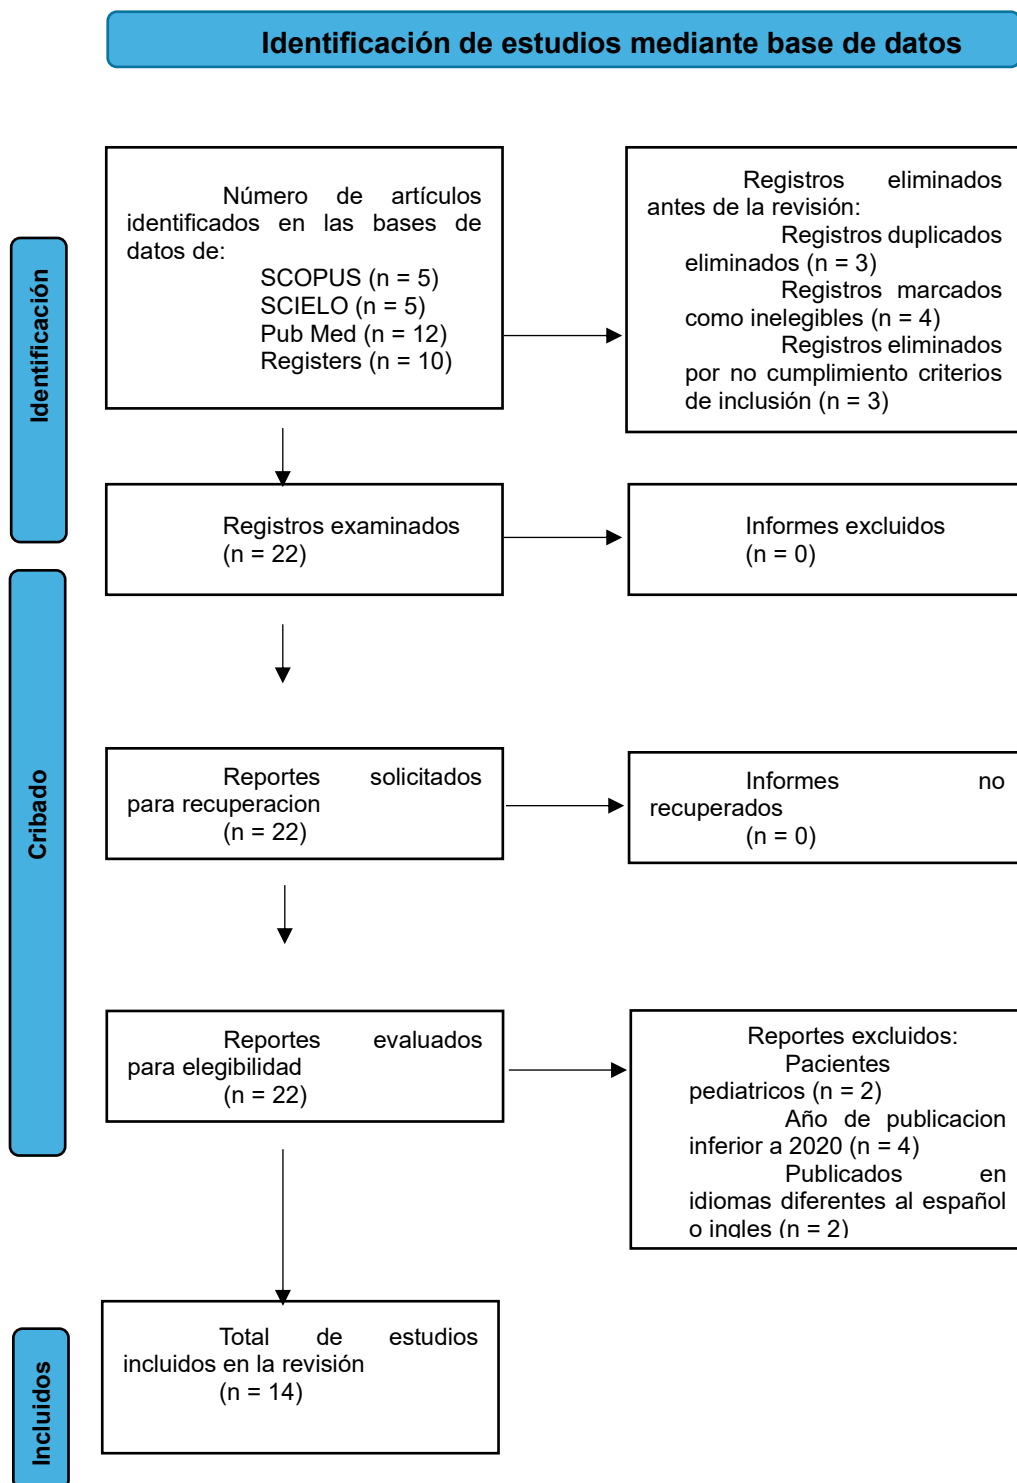 Identificación de estudios mediante base de datos
Identificación
Número de artículos
identificados en las bases de
datos de:
SCOPUS (n = 5)
SCIELO (n = 5)
Pub Med (n = 12)
Registers (n = 10)
Registros eliminados
antes de la revisión:
Registros duplicados
eliminados (n = 3)
Registros marcados
como inelegibles (n = 4)
Registros eliminados
por no cumplimiento criterios
de inclusión (n = 3)
Registros examinados
(n = 22)
Informes excluidos
(n = 0)
Cribado
Reportes solicitados
para recuperacion
(n = 22)
Informes no
recuperados
(n = 0)
Reportes evaluados
para elegibilidad
(n = 22)
Reportes excluidos:
Pacientes
pediatricos (n = 2)
Año de publicacion
inferior a 2020 (n = 4)
Publicados en
idiomas diferentes al español
o ingles (n = 2)
Incluidos
Total de estudios
incluidos en la revisión
(n = 14)